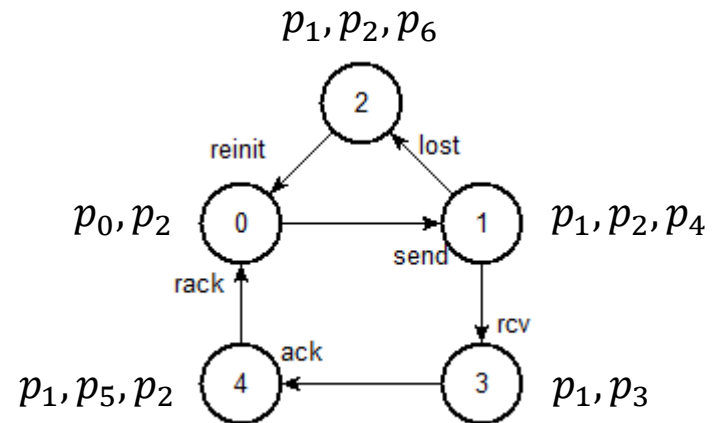 p₁, p₂, p₆
2
reinit
lost
p₀, p₂
0
1
p₁, p₂, p₄
send
rack
rcv
ack
p₁, p₅, p₂
4
3
p₁, p₃